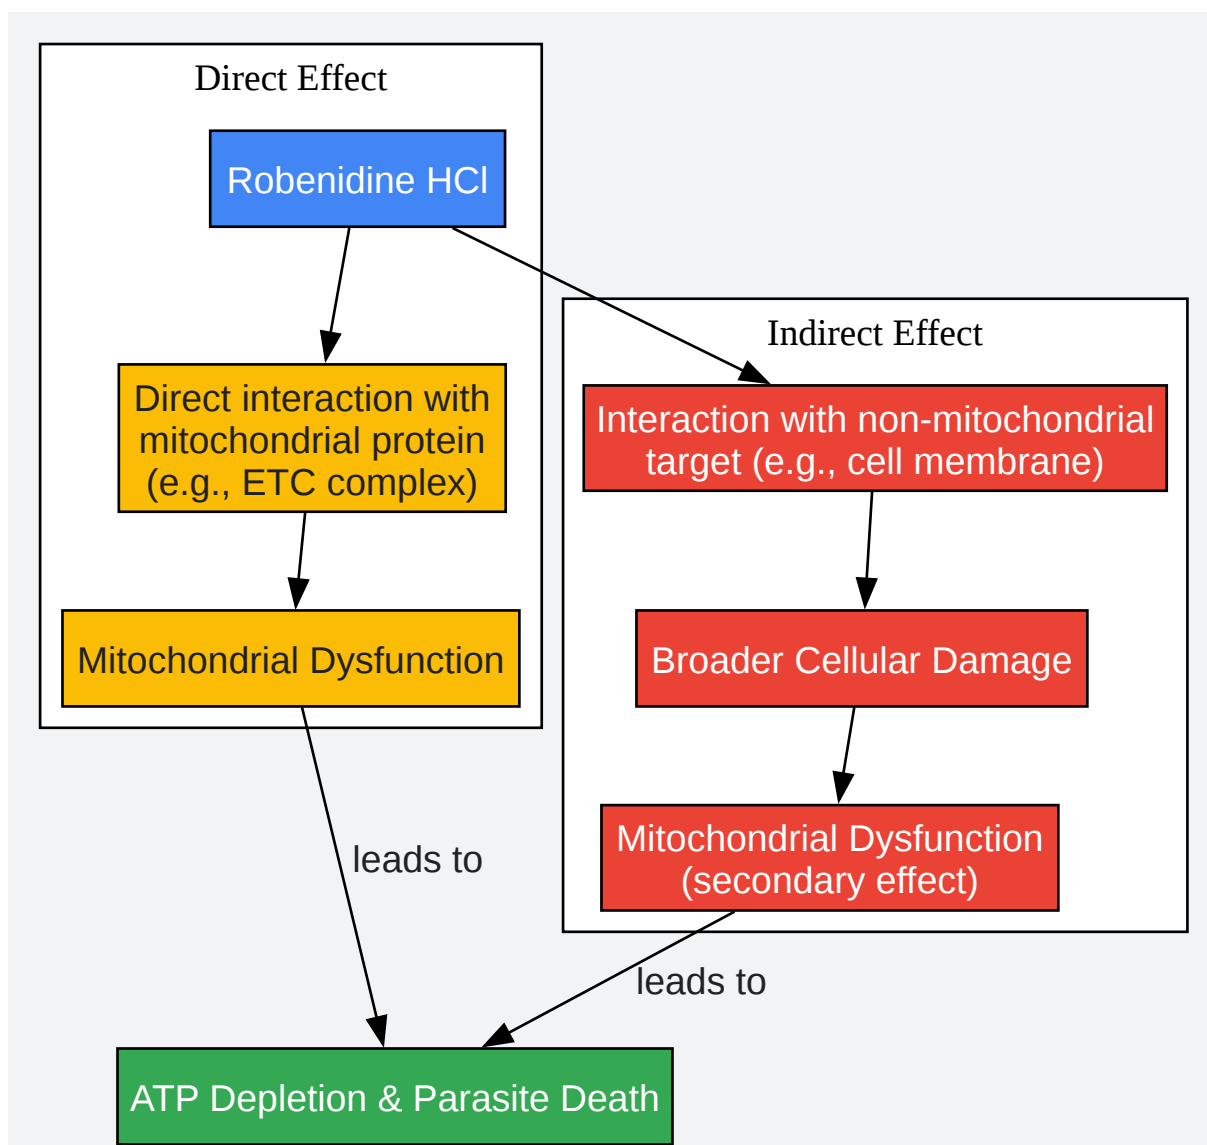 Direct Effect
Robenidine HCl
Direct interaction with
mitochondrial protein
(e.g., ETC complex)
Mitochondrial Dysfunction
Indirect Effect
Interaction with non-mitochondrial
target (e.g., cell membrane)
Broader Cellular Damage
Mitochondrial Dysfunction
(secondary effect)
leads to
leads to
ATP Depletion & Parasite Death